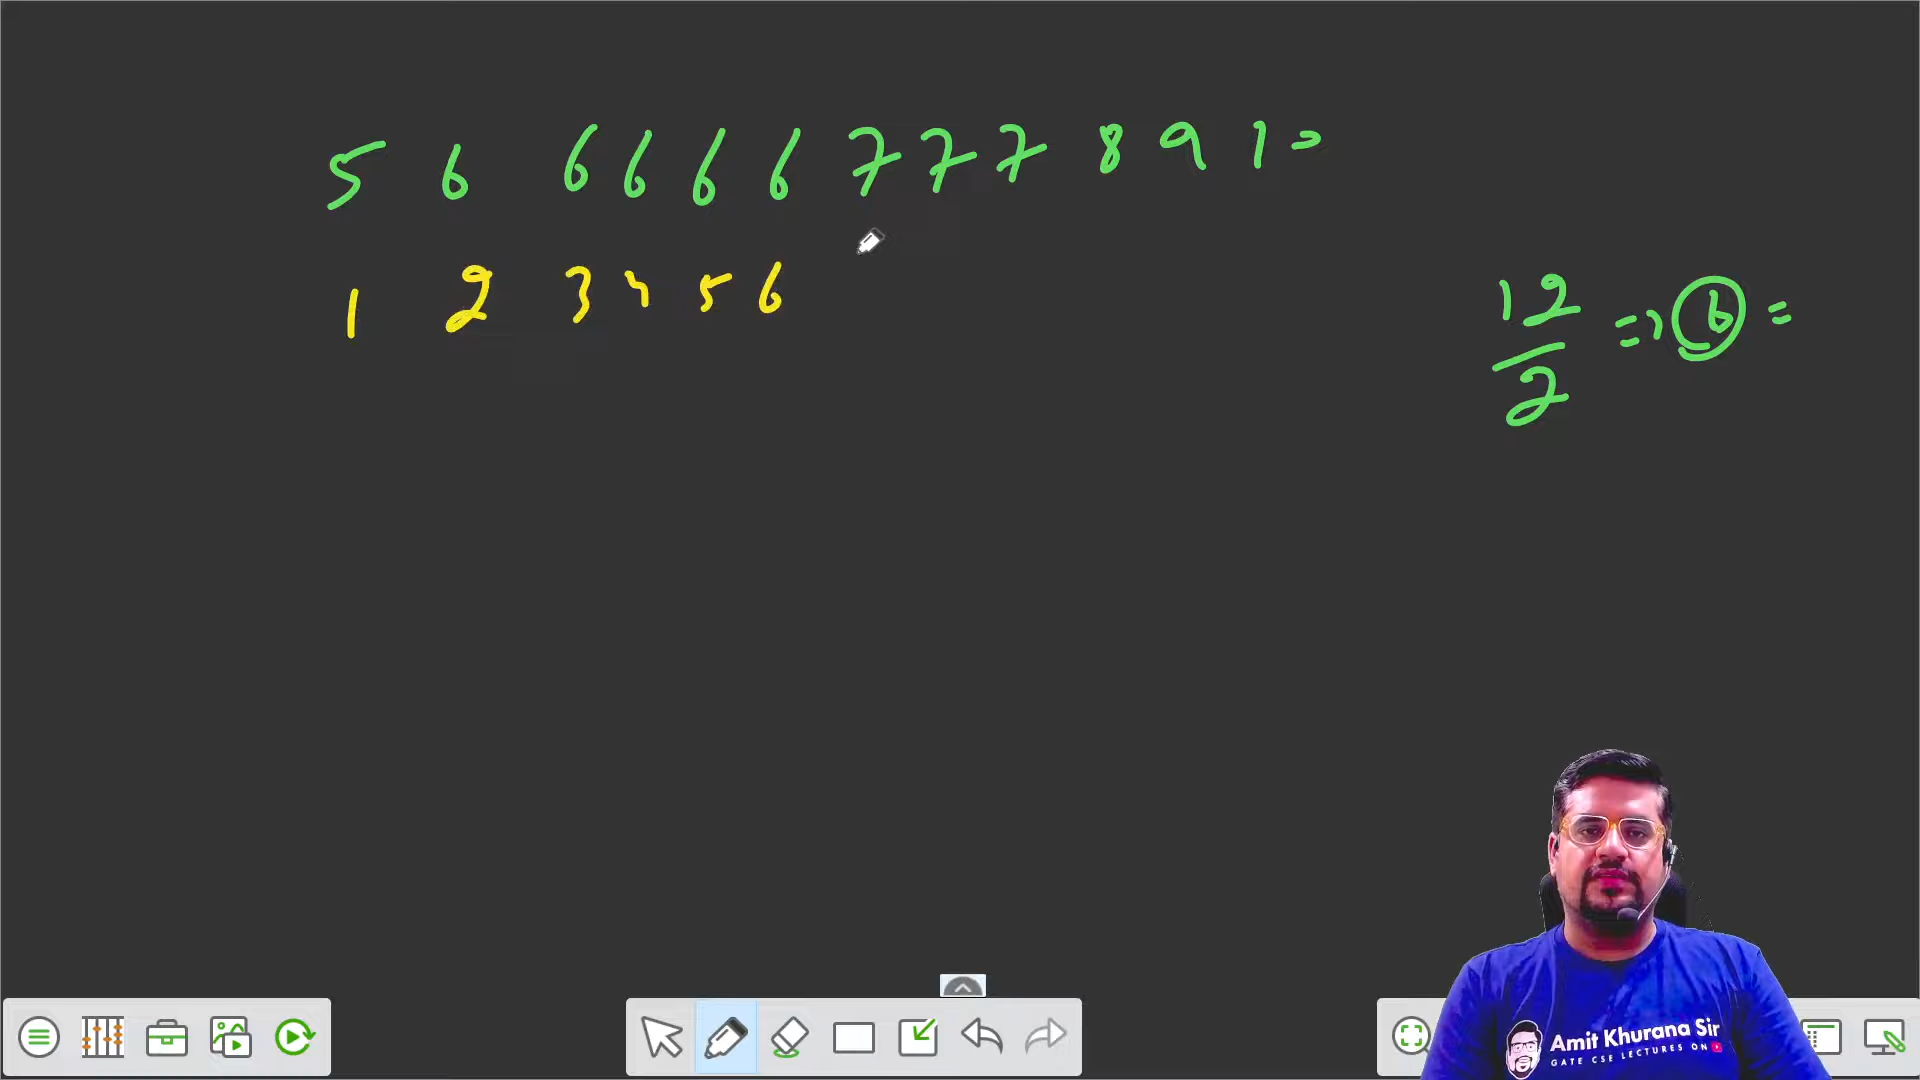 5 6 6 6 6 6 7 7 7 8 9 10
1 2 3 4 5 6
12/2 => 6 =
Amit Khurana Sir
GATE CSE LECTURES ON